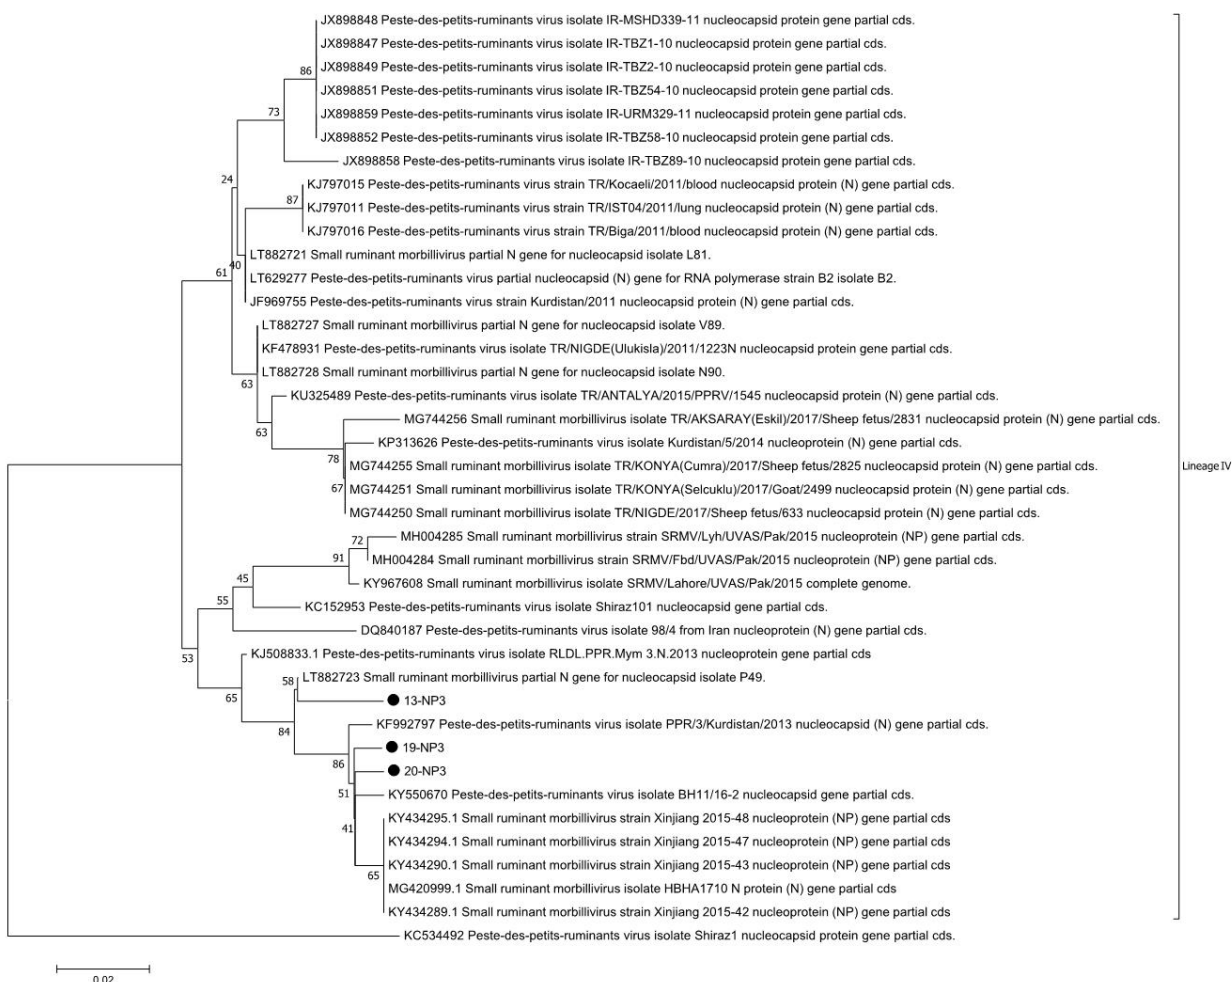 JX898848 Peste-des-petits-ruminants virus isolate IR-MSHD339-11 nucleocapsid protein gene partial cds.
JX898847 Peste-des-petits-ruminants virus isolate IR-TBZ1-10 nucleocapsid protein gene partial cds.
JX898849 Peste-des-petits-ruminants virus isolate IR-TBZ2-10 nucleocapsid protein gene partial cds.
86
JX898851 Peste-des-petits-ruminants virus isolate IR-TBZ54-10 nucleocapsid protein gene partial cds.
73
JX898859 Peste-des-petits-ruminants virus isolate IR-URM329-11 nucleocapsid protein gene partial cds.
JX898852 Peste-des-petits-ruminants virus isolate IR-TBZ58-10 nucleocapsid protein gene partial cds.
JX898858 Peste-des-petits-ruminants virus isolate IR-TBZ89-10 nucleocapsid protein gene partial cds.
24
KJ797015 Peste-des-petits-ruminants virus strain TR/Kocaeli/2011/blood nucleocapsid protein (N) gene partial cds.
87
KJ797011 Peste-des-petits-ruminants virus strain TR/IST04/2011/lung nucleocapsid protein (N) gene partial cds.
KJ797016 Peste-des-petits-ruminants virus strain TR/Biga/2011/blood nucleocapsid protein (N) gene partial cds.
LT882721 Small ruminant morbillivirus partial N gene for nucleocapsid isolate L81.
40
61
LT629277 Peste-des-petits-ruminants virus partial nucleocapsid (N) gene for RNA polymerase strain B2 isolate B2.
JF969755 Peste-des-petits-ruminants virus strain Kurdistan/2011 nucleocapsid protein (N) gene partial cds.
LT882727 Small ruminant morbillivirus partial N gene for nucleocapsid isolate V89.
KF478931 Peste-des-petits-ruminants virus isolate TR/NIGDE(Ulukisla)/2011/1223N nucleocapsid protein gene partial cds.
LT882728 Small ruminant morbillivirus partial N gene for nucleocapsid isolate N90.
63
KU325489 Peste-des-petits-ruminants virus isolate TR/ANTALYA/2015/PPRV/1545 nucleocapsid protein (N) gene partial cds.
MG744256 Small ruminant morbillivirus isolate TR/AKSARAY(Eskil)/2017/Sheep fetus/2831 nucleocapsid protein (N) gene partial cds.
63
KP313626 Peste-des-petits-ruminants virus isolate Kurdistan/5/2014 nucleoprotein (N) gene partial cds.
78
MG744255 Small ruminant morbillivirus isolate TR/KONYA(Cumra)/2017/Sheep fetus/2825 nucleocapsid protein (N) gene partial cds.
Lineage IV
67
MG744251 Small ruminant morbillivirus isolate TR/KONYA(Selcuklu)/2017/Goat/2499 nucleocapsid protein (N) gene partial cds.
MG744250 Small ruminant morbillivirus isolate TR/NIGDE/2017/Sheep fetus/633 nucleocapsid protein (N) gene partial cds.
72
MH004285 Small ruminant morbillivirus strain SRMV/Lyh/UVAS/Pak/2015 nucleoprotein (NP) gene partial cds.
91
MH004284 Small ruminant morbillivirus strain SRMV/Fbd/UVAS/Pak/2015 nucleoprotein (NP) gene partial cds.
45
KY967608 Small ruminant morbillivirus isolate SRMV/Lahore/UVAS/Pak/2015 complete genome.
55
KC152953 Peste-des-petits-ruminants virus isolate Shiraz101 nucleocapsid gene partial cds.
DQ840187 Peste-des-petits-ruminants virus isolate 98/4 from Iran nucleoprotein (N) gene partial cds.
53
KJ508833.1 Peste-des-petits-ruminants virus isolate RLDL.PPR.Mym 3.N.2013 nucleoprotein gene partial cds
58
LT882723 Small ruminant morbillivirus partial N gene for nucleocapsid isolate P49.
65
13-NP3
84
KF992797 Peste-des-petits-ruminants virus isolate PPR/3/Kurdistan/2013 nucleocapsid (N) gene partial cds.
19-NP3
86
20-NP3
51
KY550670 Peste-des-petits-ruminants virus isolate BH11/16-2 nucleocapsid gene partial cds.
KY434295.1 Small ruminant morbillivirus strain Xinjiang 2015-48 nucleoprotein (NP) gene partial cds
41
KY434294.1 Small ruminant morbillivirus strain Xinjiang 2015-47 nucleoprotein (NP) gene partial cds
KY434290.1 Small ruminant morbillivirus strain Xinjiang 2015-43 nucleoprotein (NP) gene partial cds
65
MG420999.1 Small ruminant morbillivirus isolate HBHA1710 N protein (N) gene partial cds
KY434289.1 Small ruminant morbillivirus strain Xinjiang 2015-42 nucleoprotein (NP) gene partial cds
KC534492 Peste-des-petits-ruminants virus isolate Shiraz1 nucleocapsid protein gene partial cds.
0.02